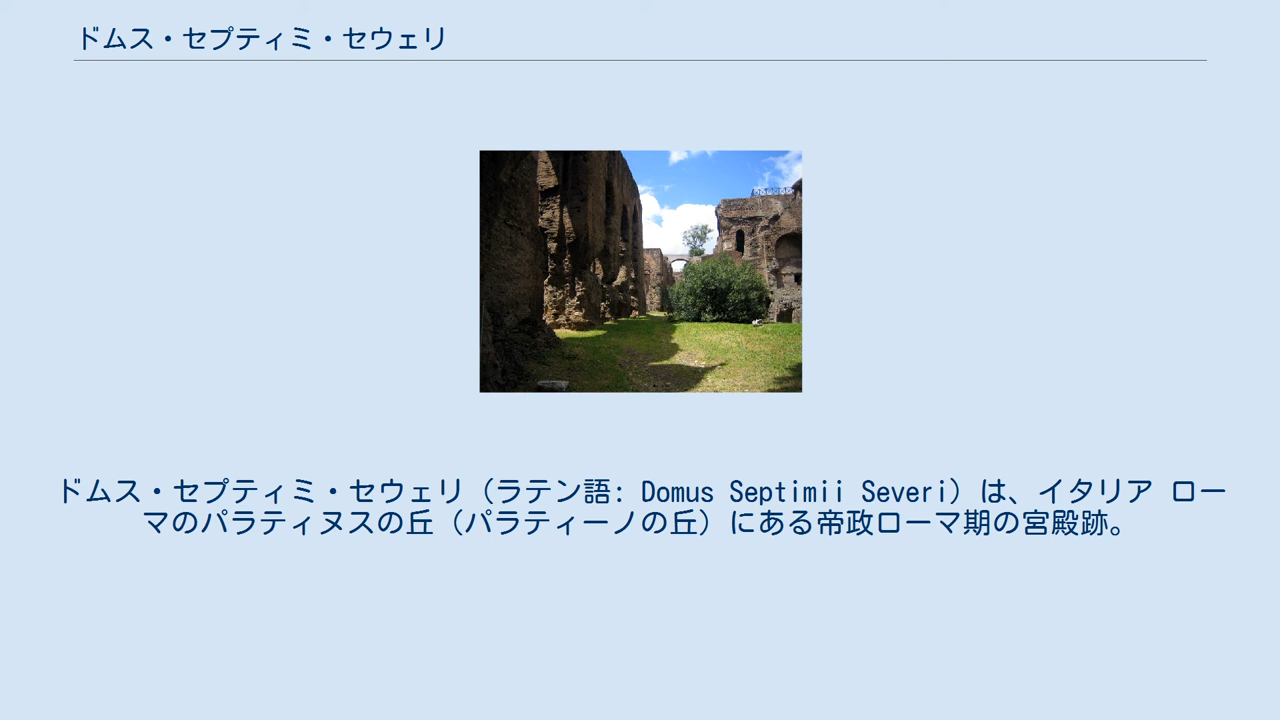 ドムス・セプティミ・セウェリ
ドムス・セプティミ・セウェリ（ラテン語: Domus Septimii Severi）は、イタリア ロー
マのパラティヌスの丘（パラティーノの丘）にある帝政ローマ期の宮殿跡。